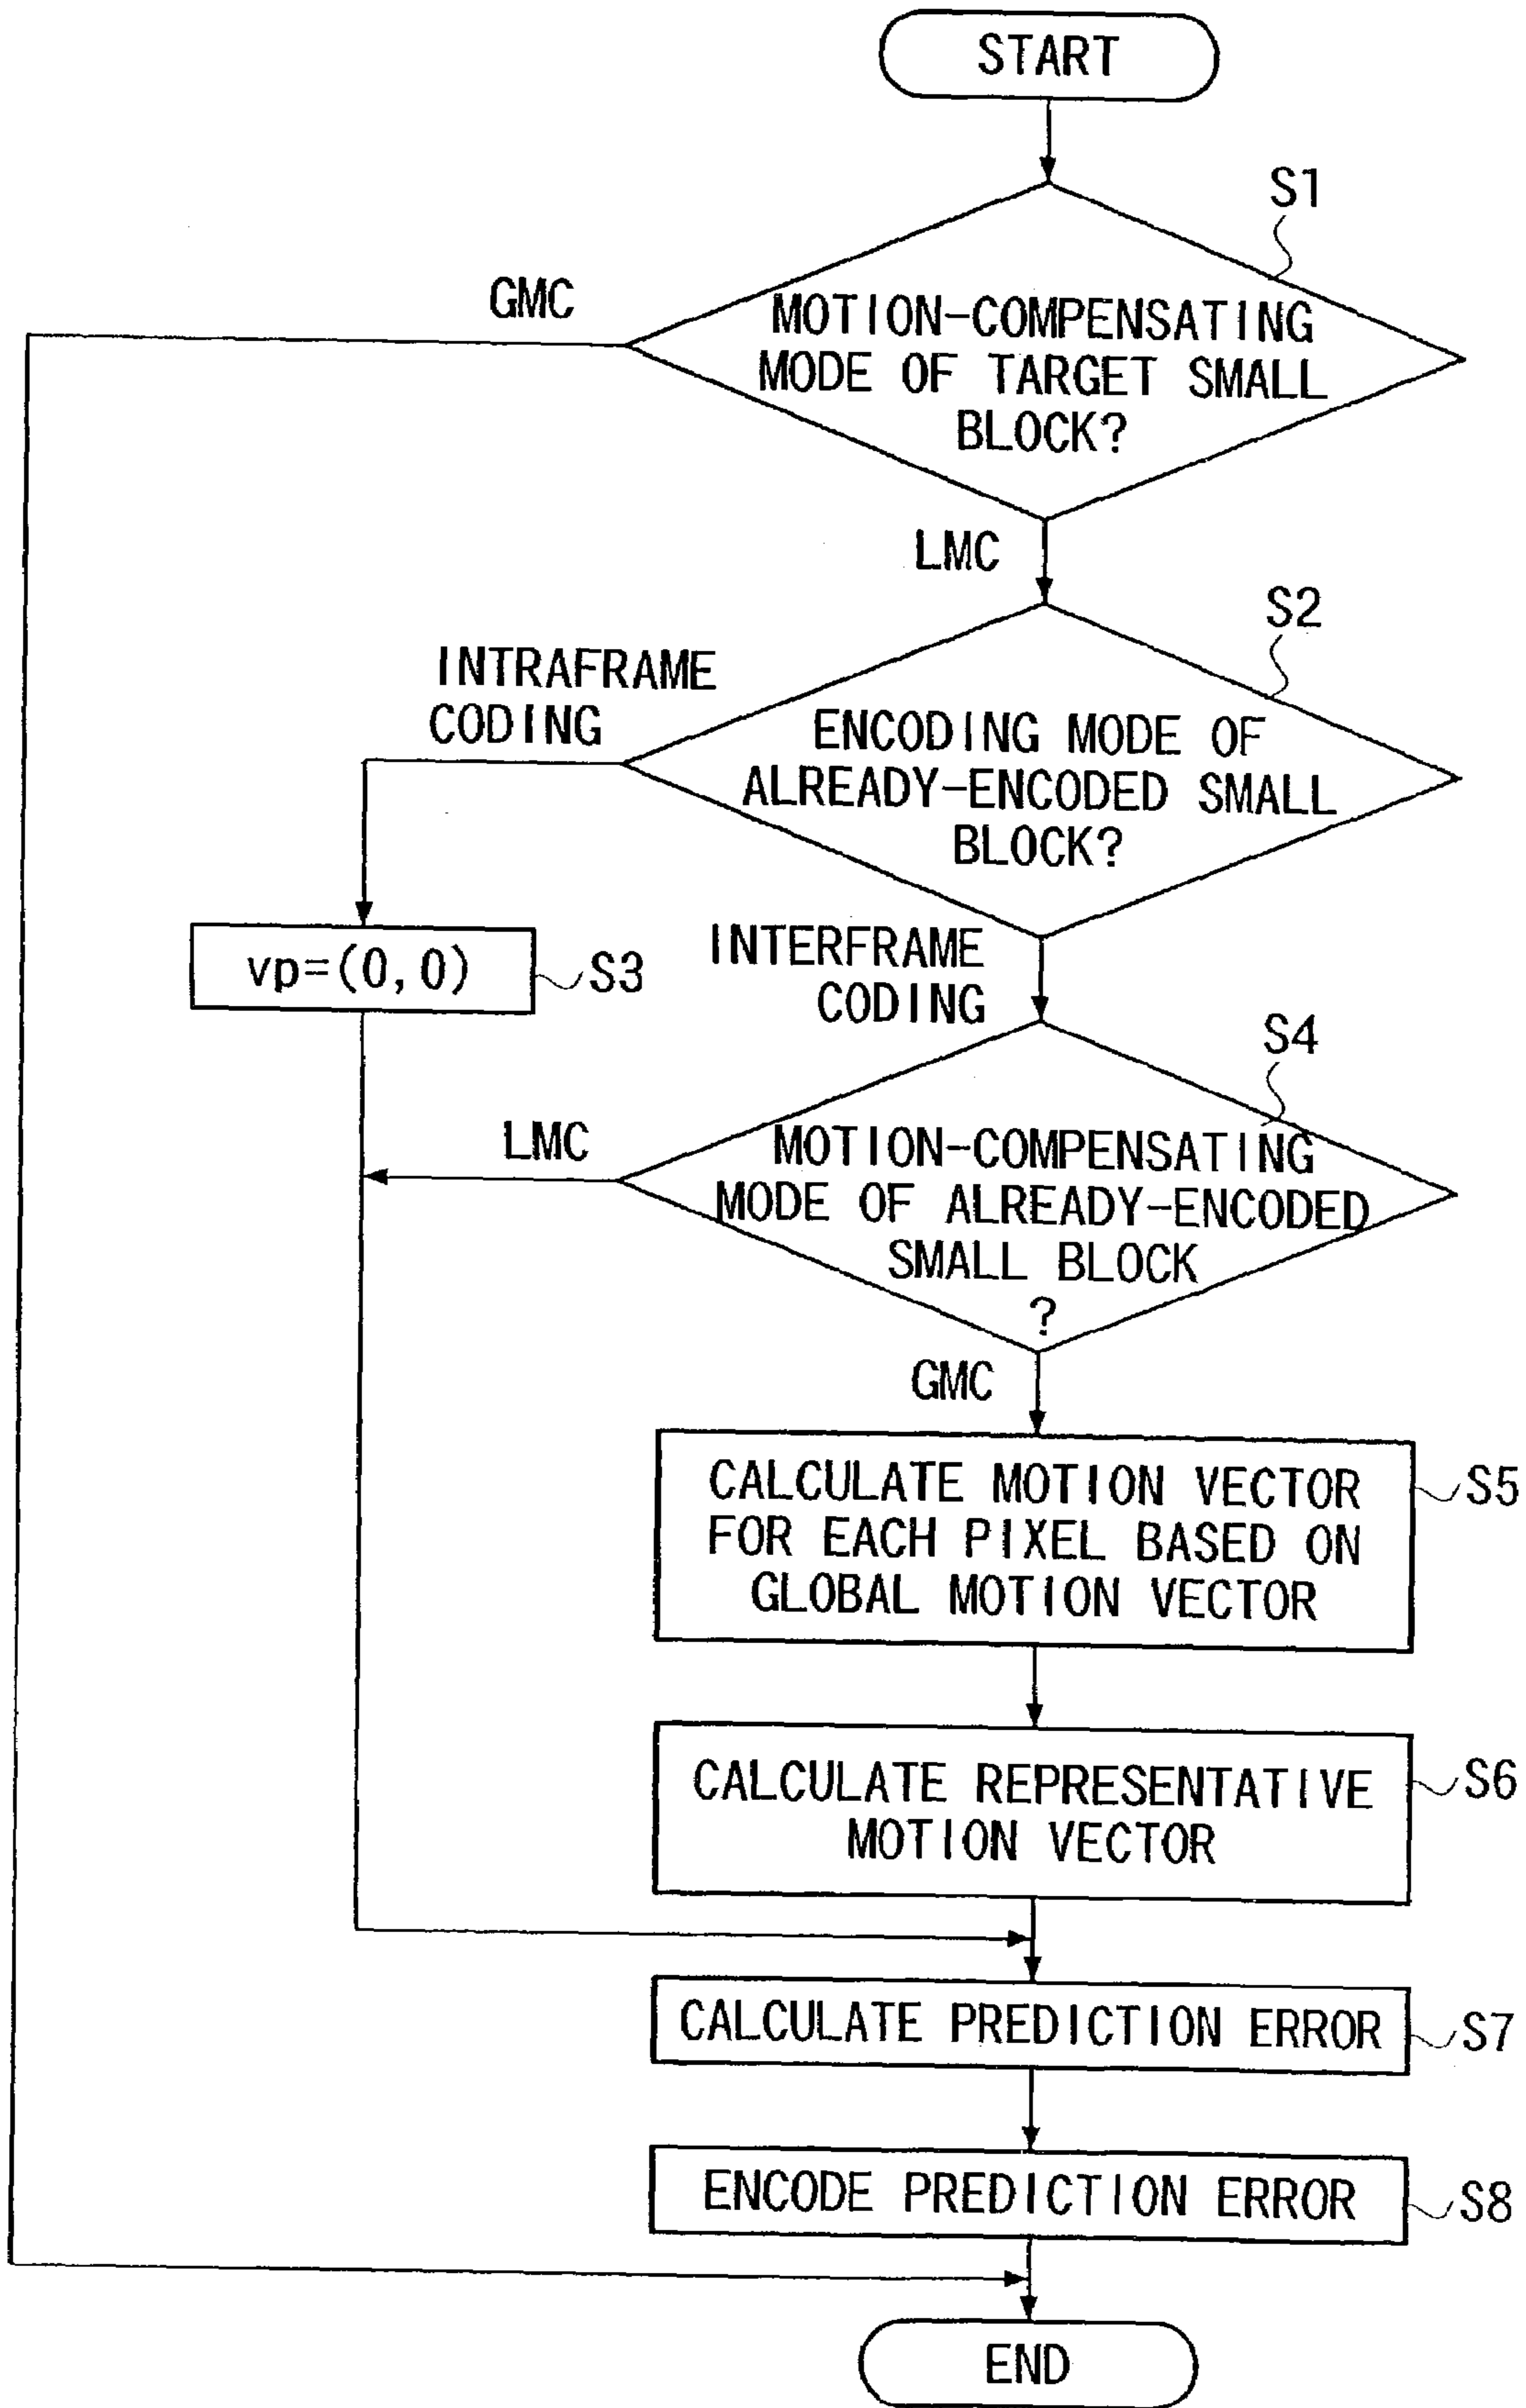 START
S1
GMC
MOTION-COMPENSATING
MODE OF TARGET SMALL
BLOCK?
LMC
S2
INTRAFRAME
CODING
ENCODING MODE OF
ALREADY-ENCODED SMALL
BLOCK?
vp=(0,0)
S3
INTERFRAME
CODING
S4
LMC
MOTION-COMPENSATING
MODE OF ALREADY-ENCODED
SMALL BLOCK
?
GMC
CALCULATE MOTION VECTOR
FOR EACH PIXEL BASED ON
GLOBAL MOTION VECTOR
S5
CALCULATE REPRESENTATIVE
MOTION VECTOR
S6
CALCULATE PREDICTION ERROR
S7
ENCODE PREDICTION ERROR
S8
END